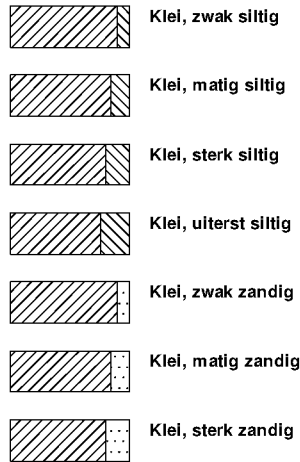 Klei, zwak siltig
Klei, matig siltig
Klei, sterk siltig
Klei, uiterst siltig
Klei, zwak zandig
Klei, matig zandig
Klei, sterk zandig